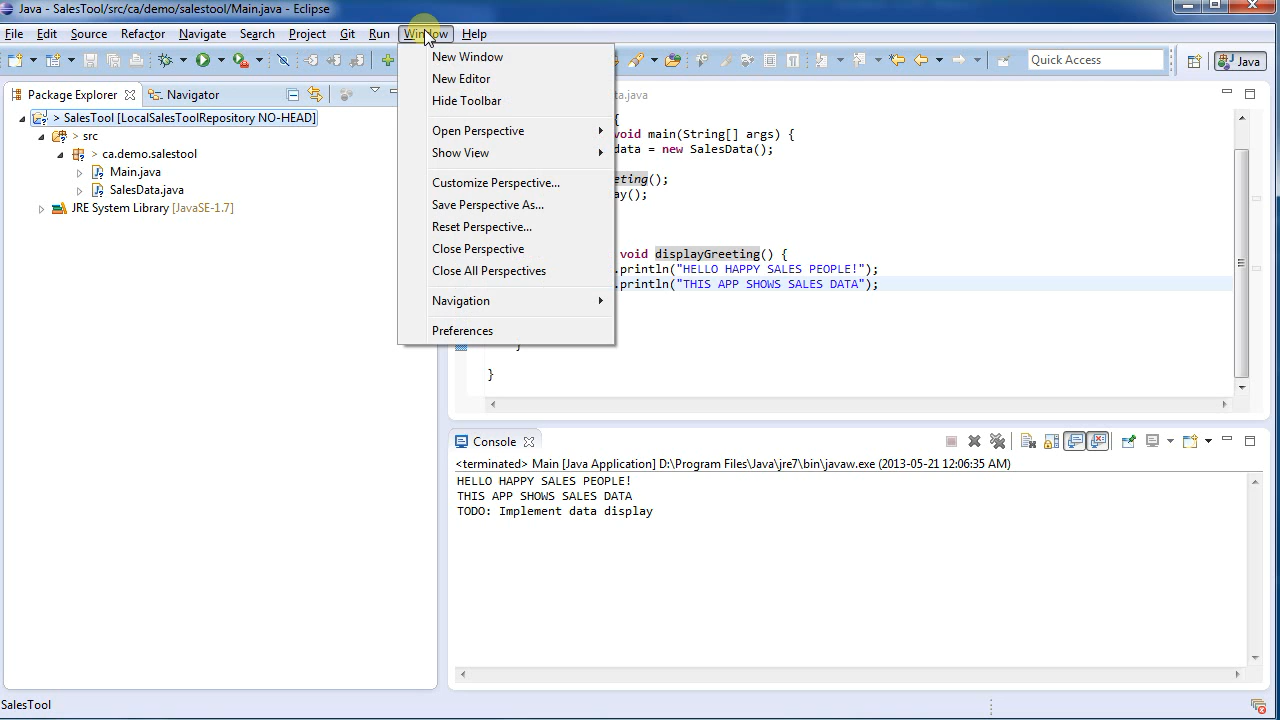 Java - SalesTool/src/ca/demo/salestool/Main.java - Eclipse
File Edit Source Refactor Navigate Search Project Git Run Window Help
Quick Access
Java
Package Explorer
Navigator
> SalesTool [LocalSalesToolRepository NO-HEAD]
> src
> ca.demo.salestool
Main.java
SalesData.java
JRE System Library [JavaSE-1.7]
New Window
New Editor
Hide Toolbar
Open Perspective
Show View
Customize Perspective...
Save Perspective As...
Reset Perspective...
Close Perspective
Close All Perspectives
Navigation
Preferences
ta.java
{
void main(String[] args) {
data = new SalesData();
eting();
ay();
void displayGreeting() {
.println("HELLO HAPPY SALES PEOPLE!");
.println("THIS APP SHOWS SALES DATA");
}
}
Console
<terminated> Main [Java Application] D:\Program Files\Java\jre7\bin\javaw.exe (2013-05-21 12:06:35 AM)
HELLO HAPPY SALES PEOPLE!
THIS APP SHOWS SALES DATA
TODO: Implement data display
SalesTool